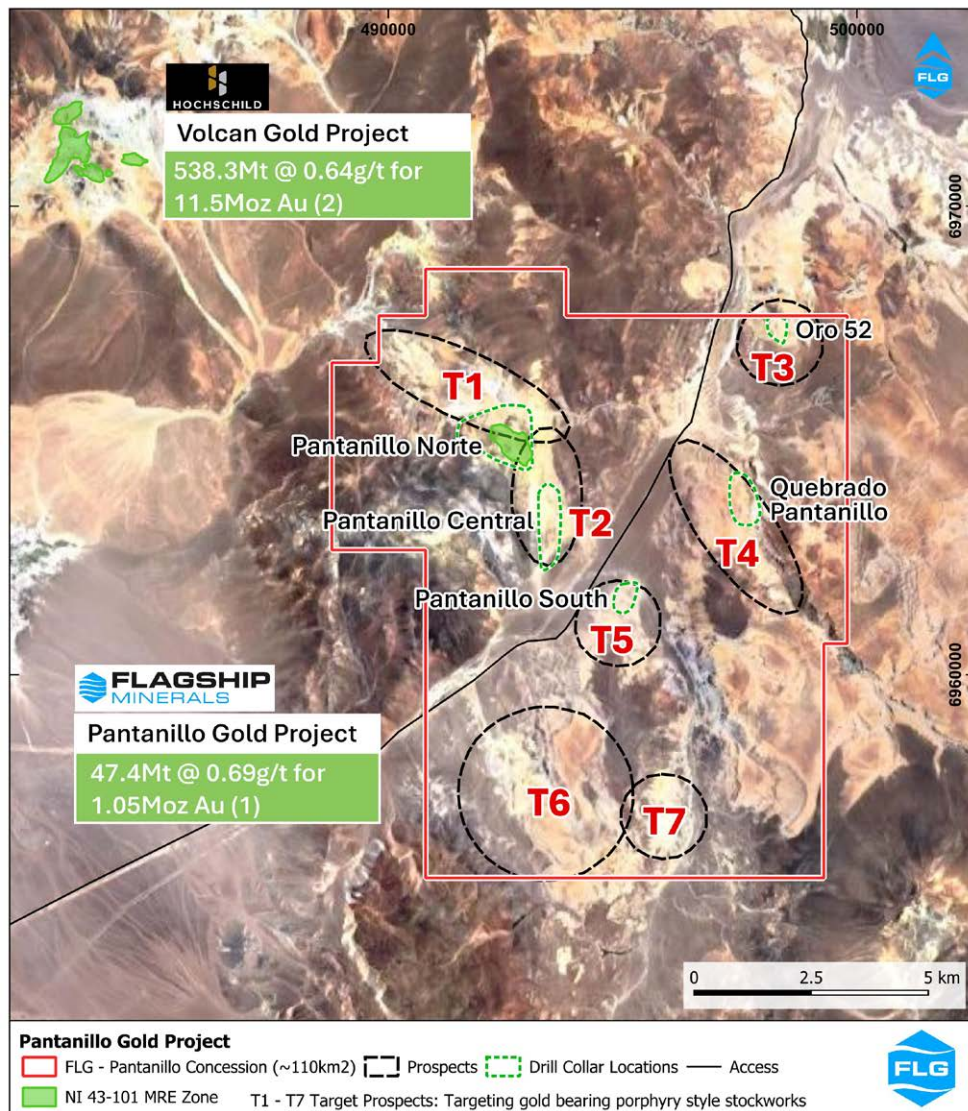 490000
500000
FLG
HOCHSCHILD
Volcan Gold Project
538.3Mt @ 0.64g/t for
11.5Moz Au (2)
6970000
Oro 52
T3
T1
Pantanillo Norte
Quebrado
Pantanillo
Pantanillo Central
T2
T4
Pantanillo South
T5
6960000
FLAGSHIP
MINERALS
Pantanillo Gold Project
47.4Mt @ 0.69g/t for
1.05Moz Au (1)
T6
T7
0 2.5 5 km
Pantanillo Gold Project
FLG - Pantanillo Concession (~110km2) Prospects Drill Collar Locations Access
NI 43-101 MRE Zone T1 - T7 Target Prospects: Targeting gold bearing porphyry style stockworks
FLG